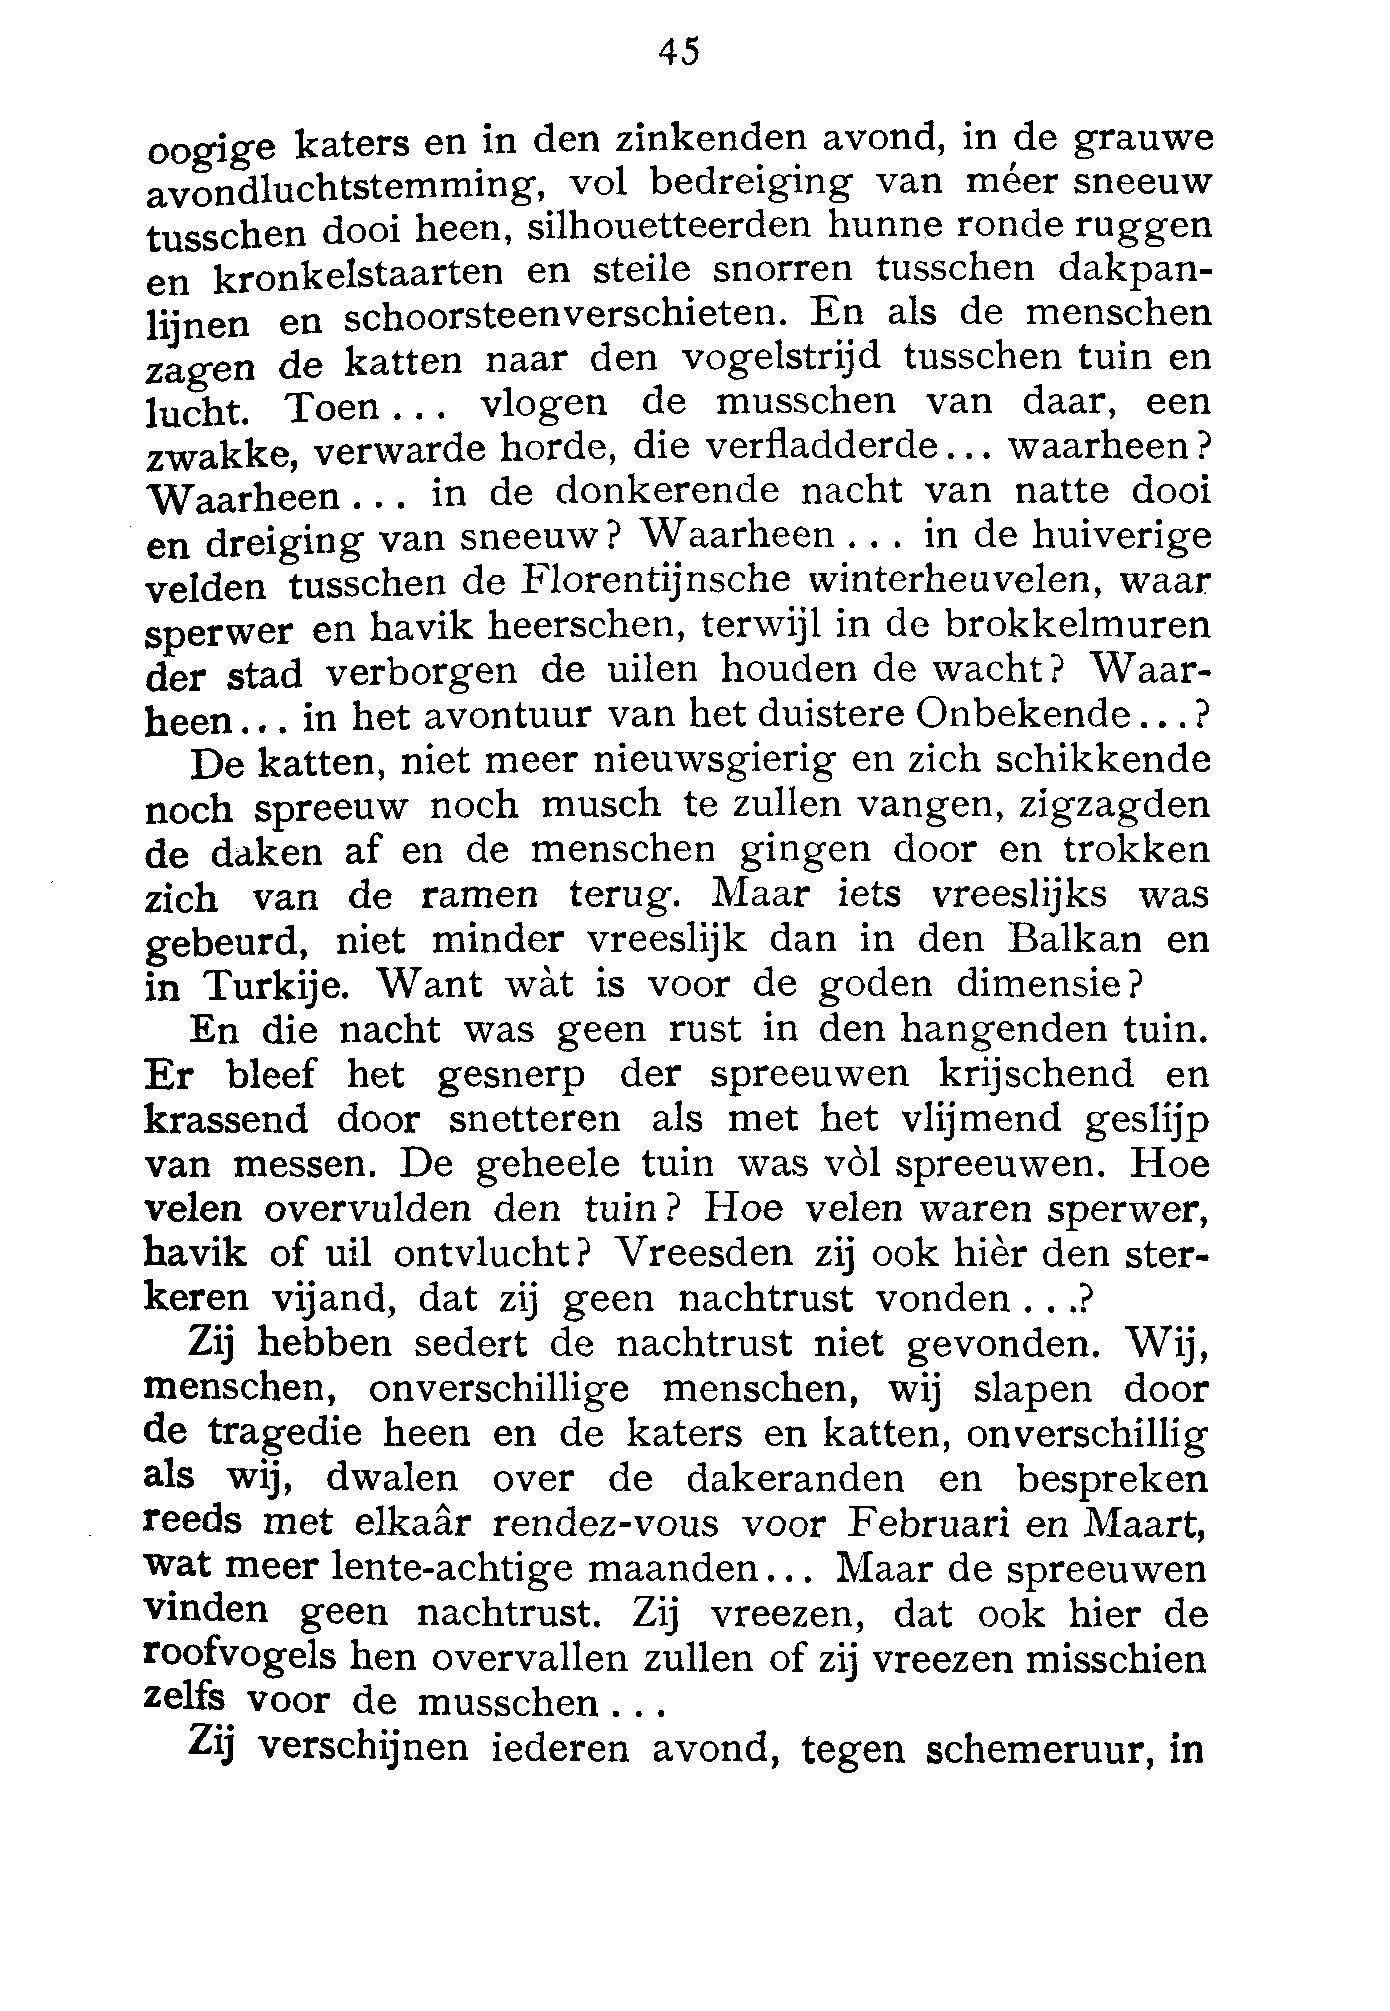 45
oogige katers en in den zinkenden avond, in de grauwe
avondluchtstemming, vol bedreiging van méer sneeuw
tusschen dooi heen, silhouetteerden hunne ronde ruggen
en kronkelstaarten en steile snorren tusschen dakpan-
lijnen en schoorsteenverschieten. En als de menschen
zagen de katten naar den vogelstrijd tusschen tuin en
lucht. Toen ... vlogen de musschen van daar, een
zwakke, verwarde horde, die verfladderde... waarheen?
Waarheen ... in de donkerende nacht van natte dooi
en dreiging van sneeuw? Waarheen ... in de huiverige
velden tusschen de Florentijnsche winterheuvelen, waar
sperwer en havik heerschen, terwijl in de brokkelmuren
der stad verborgen de uilen houden de wacht? Waar-
heen... in het avontuur van het duistere Onbekende...?
De katten, niet meer nieuwsgierig en zich schikkende
noch spreeuw noch musch te zullen vangen, zigzagden
de daken af en de menschen gingen door en trokken
zich van de ramen terug. Maar iets vreeslijks was
gebeurd, niet minder vreeslijk dan in den Balkan en
in Turkije. Want wàt is voor de goden dimensie?
En die nacht was geen rust in den hangenden tuin.
Er bleef het gesnerp der spreeuwen krijschend en
krassend door snetteren als met het vlijmend geslijp
van messen. De geheele tuin was vòl spreeuwen. Hoe
velen overvulden den tuin? Hoe velen waren sperwer,
havik of uil ontvlucht? Vreesden zij ook hièr den ster-
keren vijand, dat zij geen nachtrust vonden ...?
Zij hebben sedert de nachtrust niet gevonden. Wij,
menschen, onverschillige menschen, wij slapen door
de tragedie heen en de katers en katten, onverschillig
als wij, dwalen over de dakeranden en bespreken
reeds met elkaâr rendez-vous voor Februari en Maart,
wat meer lente-achtige maanden... Maar de spreeuwen
vinden geen nachtrust. Zij vreezen, dat ook hier de
roofvogels hen overvallen zullen of zij vreezen misschien
zelfs voor de musschen ...
Zij verschijnen iederen avond, tegen schemeruur, in